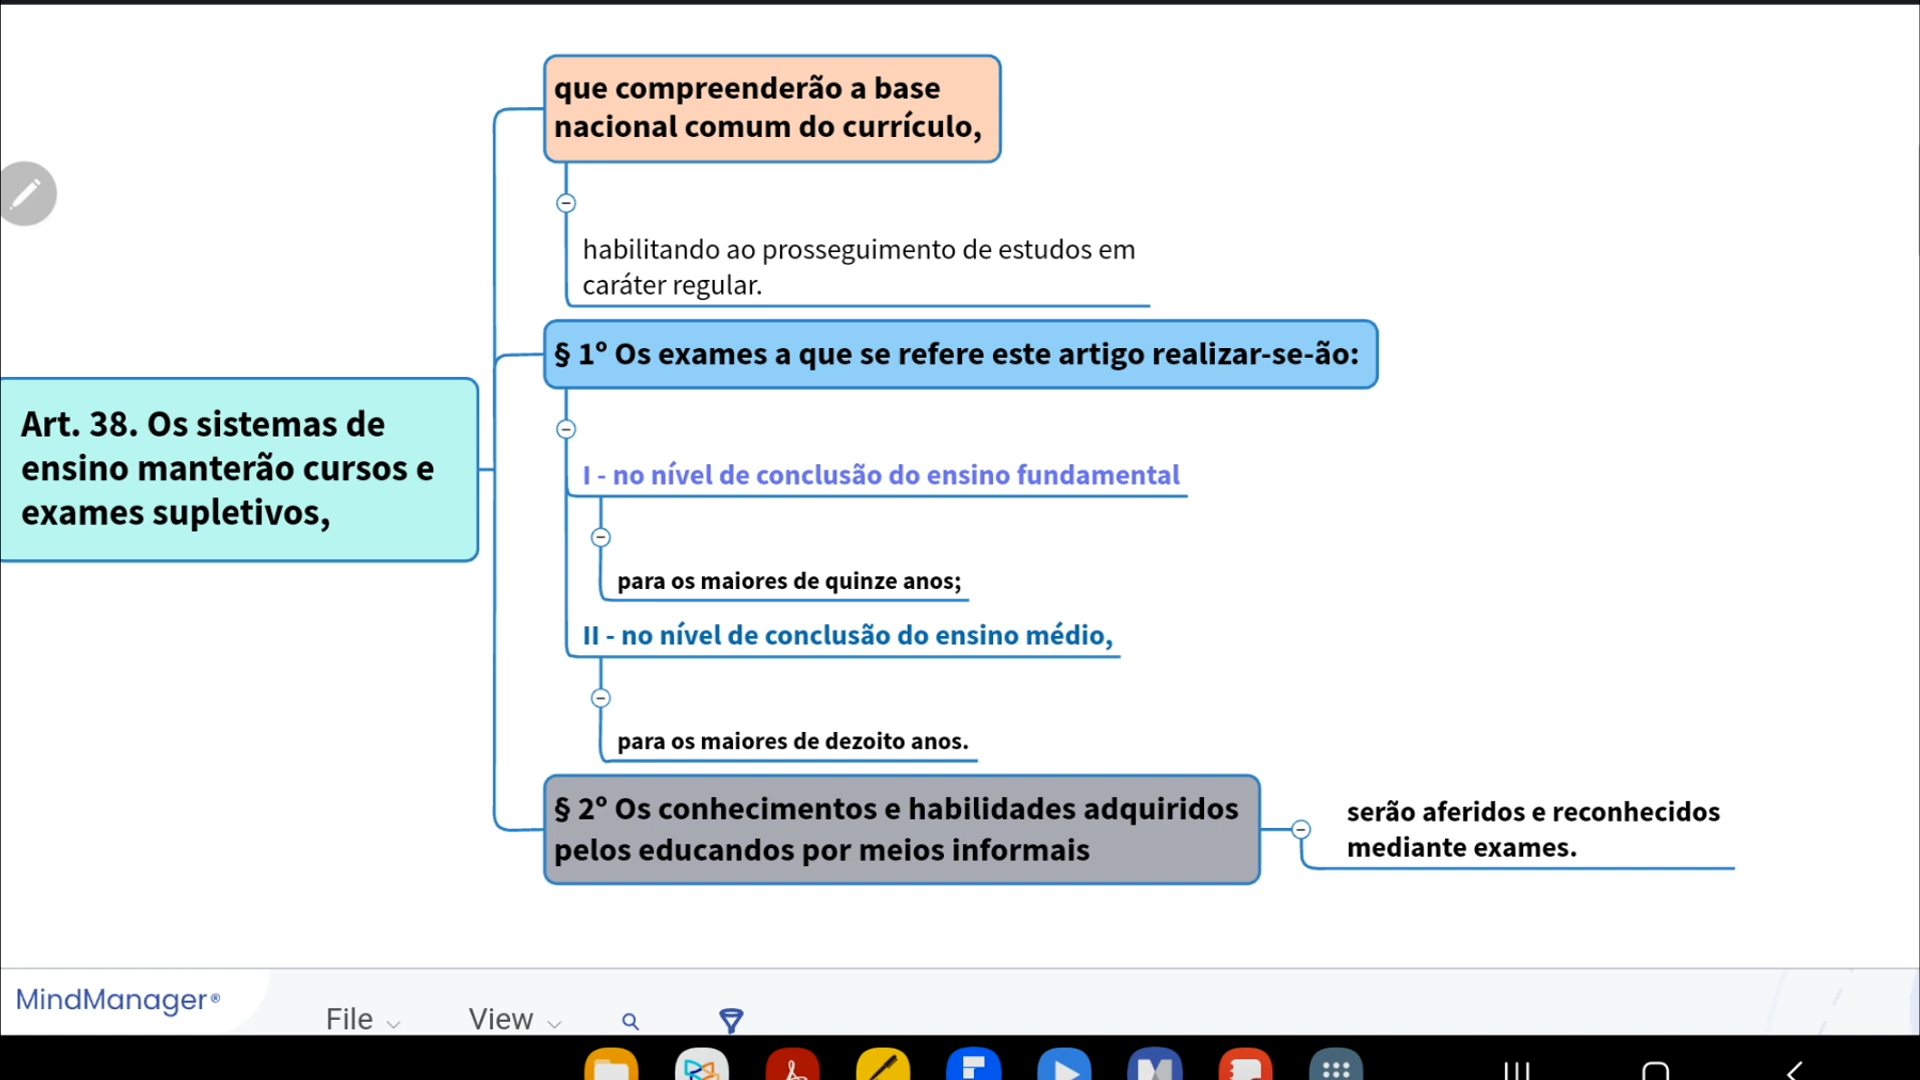 que compreenderão a base
nacional comum do currículo,
habilitando ao prosseguimento de estudos em
caráter regular.
§ 1º Os exames a que se refere este artigo realizar-se-ão:
Art. 38. Os sistemas de
ensino manterão cursos e
exames supletivos,
I - no nível de conclusão do ensino fundamental
para os maiores de quinze anos;
II - no nível de conclusão do ensino médio,
para os maiores de dezoito anos.
§ 2º Os conhecimentos e habilidades adquiridos
pelos educandos por meios informais
serão aferidos e reconhecidos
mediante exames.
MindManager®
File
View